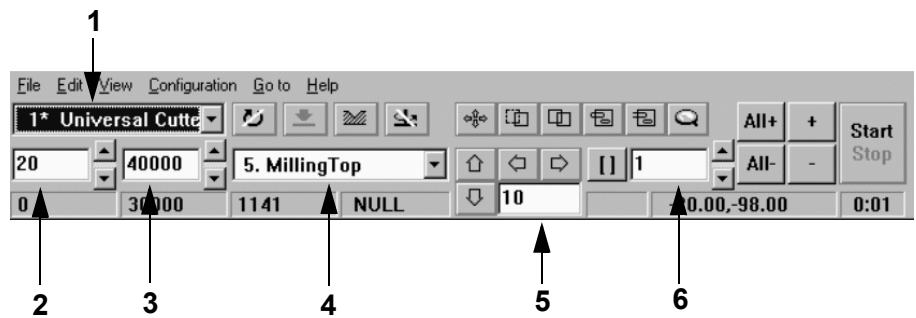 1
File Edit View Configuration Go to Help
1* Universal Cutte All+ + Start
20 40000 5. MillingTop [ ] 1 All- - Stop
0 30000 1141 NULL 10 -20.00,-98.00 0:01
2 3 4 5 6